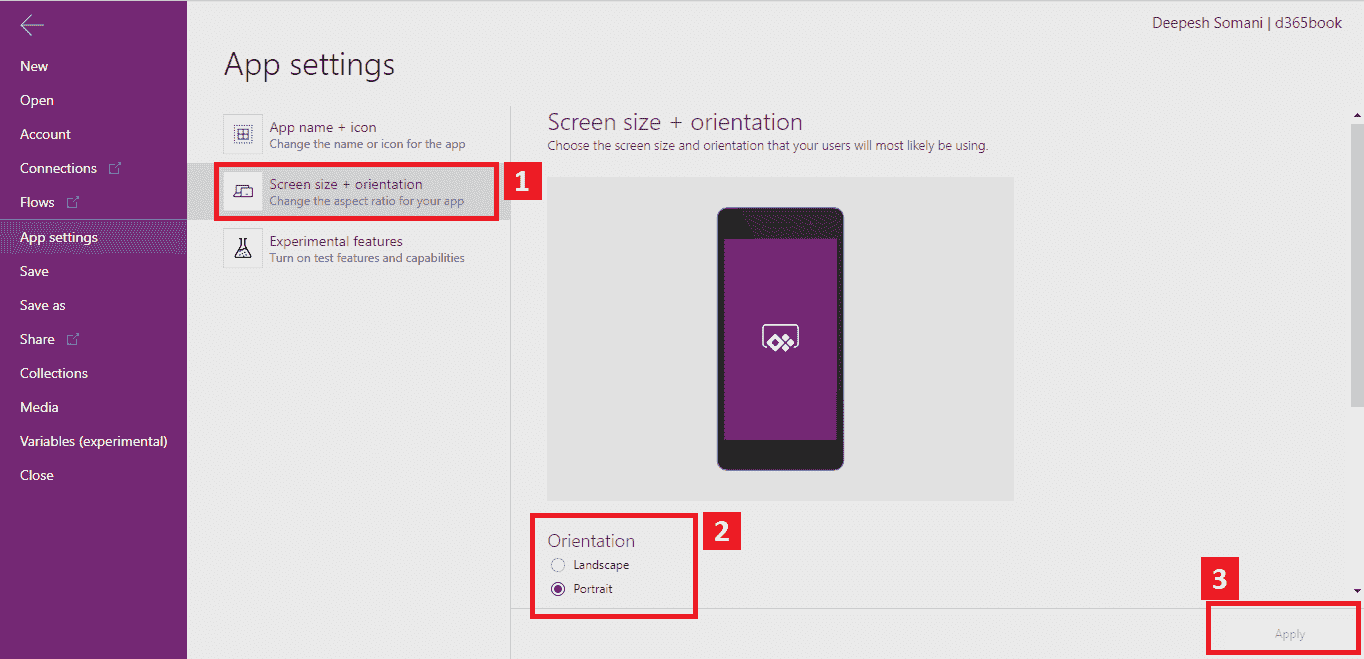 Deepesh Somani | d365book
New
Open
Account
Connections
Flows
App settings
Save
Save as
Share
Collections
Media
Variables (experimental)
Close
App settings
App name + icon
Change the name or icon for the app
Screen size + orientation
Change the aspect ratio for your app
1
Experimental features
Turn on test features and capabilities
Screen size + orientation
Choose the screen size and orientation that your users will most likely be using.
Orientation
Landscape
Portrait
2
3
Apply